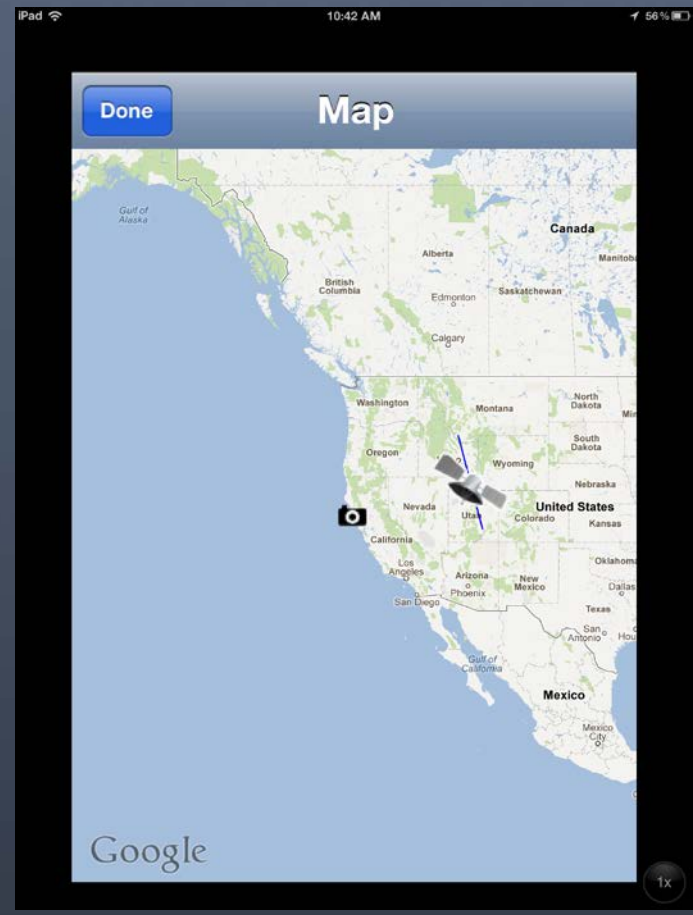 iPad
10:42 AM
56%
Done
Map
Gulf of
Alaska
Canada
Alberta
British
Columbia
Edmonton
Saskatchewan
Calgary
Washington
Montana
North
Dakota
South
Dakota
Oregon
Wyoming
Nebraska
Nevada
Utah
Colorado
United States
Kansas
California
Los
Angeles
Arizona
Phoenix
New
Mexico
Oklahoma
Dallas
San Diego
Texas
San
Antonio
Hou
Gulf of
California
Mexico
Mexico
City
Google
1x